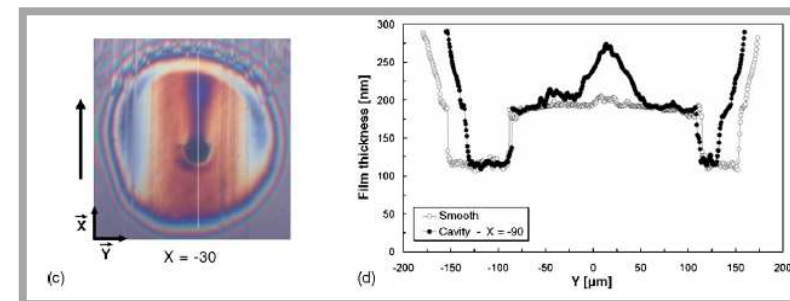 X
Y
X = -30
(c)
300
250
200
150
100
50
0
Film thickness [nm]
Smooth
Cavity - X = -90
-200
-150
-100
-50
0
50
100
150
200
Y [µm]
(d)